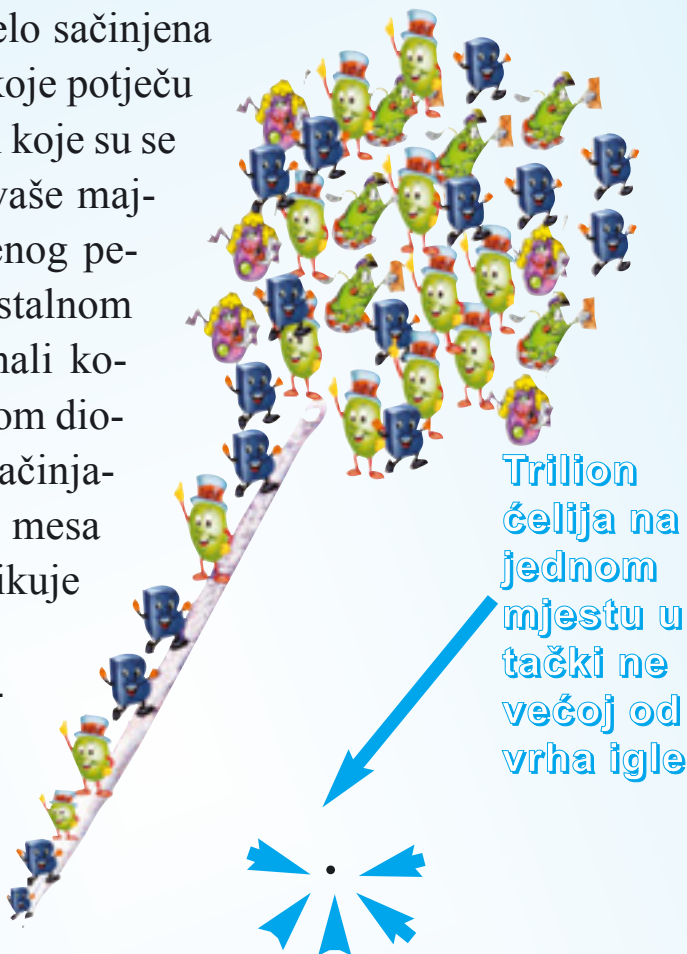 elo sačinjena
koje potječu
koje su se
vaše maj-
enog pe-
stalnom
nali ko-
om dio-
ačinja-
mesa
ikuje
Trilion
ćelija na
jednom
mjestu u
tački ne
većoj od
vrha igle